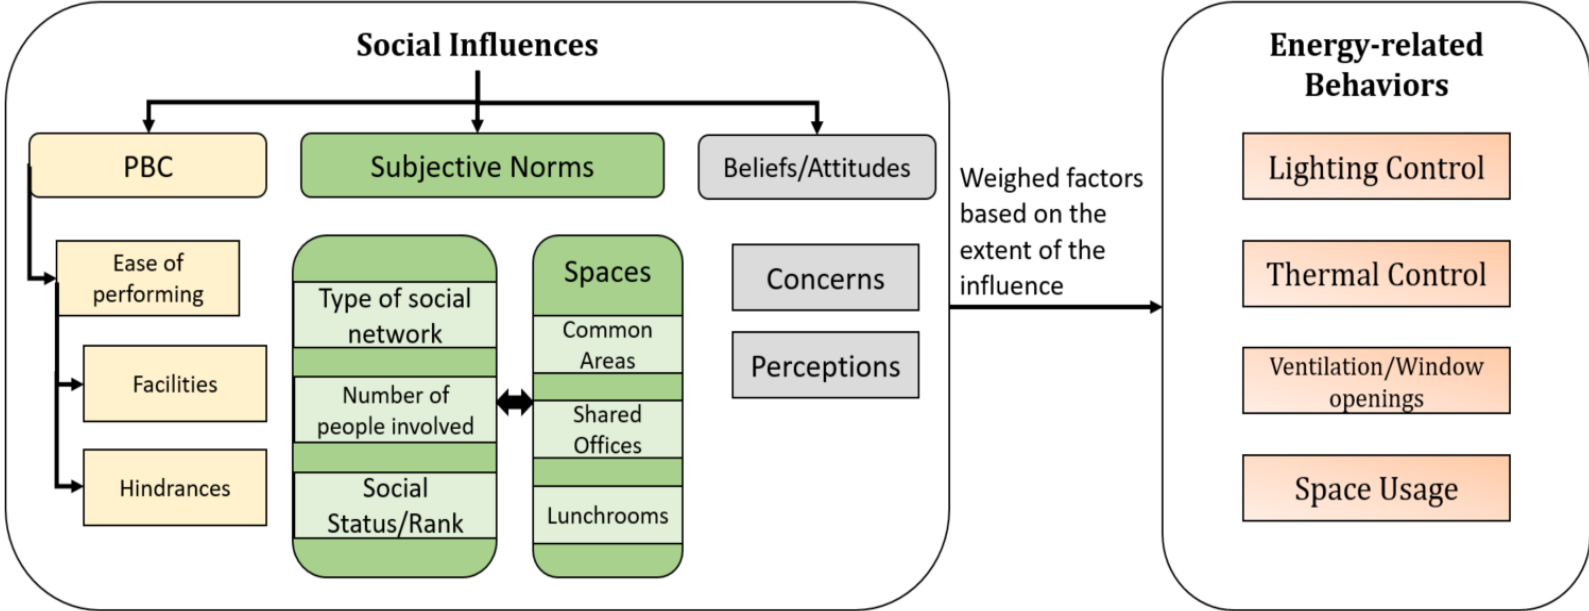 Social Influences
PBC
Subjective Norms
Beliefs/Attitudes
Ease of
performing
Facilities
Hindrances
Type of social
network
Number of
people involved
Social
Status/Rank
Spaces
Common
Areas
Shared
Offices
Lunchrooms
Concerns
Perceptions
Weighed factors
based on the
extent of the
influence
Energy-related
Behaviors
Lighting Control
Thermal Control
Ventilation/Window
openings
Space Usage